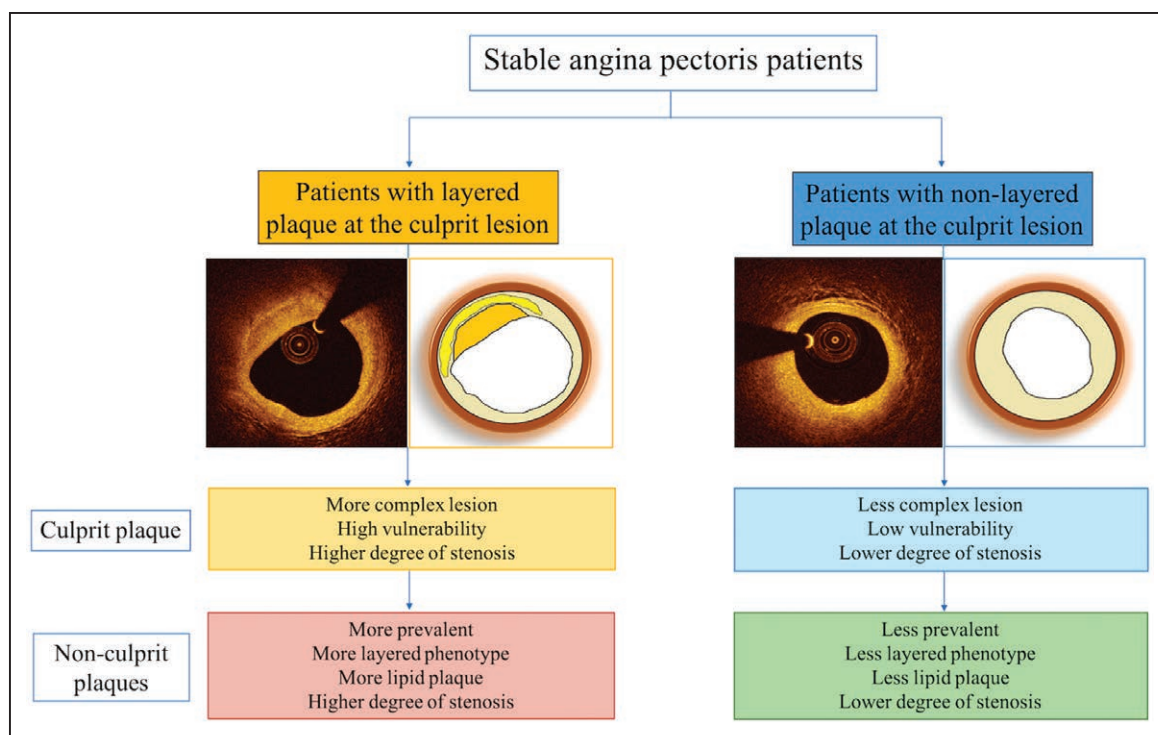 Stable angina pectoris patients
Patients with layered
plaque at the culprit lesion
Patients with non-layered
plaque at the culprit lesion
Culprit plaque
More complex lesion
High vulnerability
Higher degree of stenosis
Less complex lesion
Low vulnerability
Lower degree of stenosis
Non-culprit
plaques
More prevalent
More layered phenotype
More lipid plaque
Higher degree of stenosis
Less prevalent
Less layered phenotype
Less lipid plaque
Lower degree of stenosis